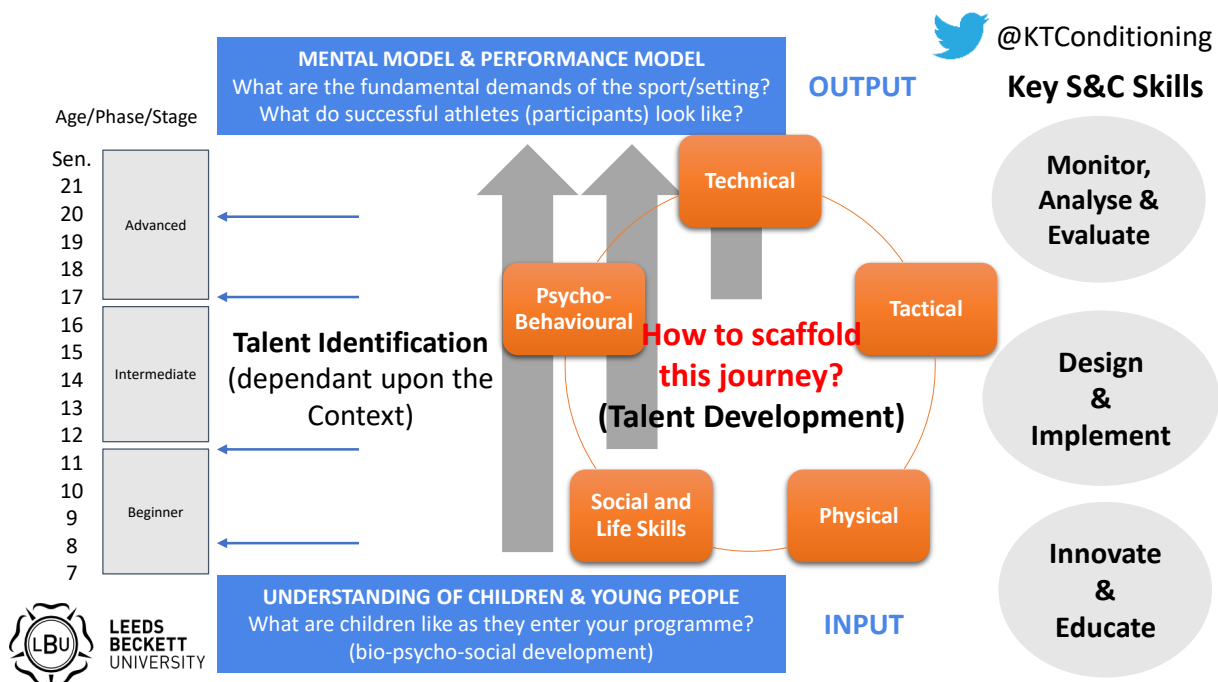 @KTConditioning
MENTAL MODEL & PERFORMANCE MODEL
What are the fundamental demands of the sport/setting?
What do successful athletes (participants) look like?
OUTPUT
Key S&C Skills
Age/Phase/Stage
Sen.
21
20
19
18
17
16
15
14
13
12
11
10
9
8
7
Advanced
Intermediate
Beginner
Talent Identification
(dependant upon the
Context)
Technical
Psycho-
Behavioural
Tactical
How to scaffold
this journey?
(Talent Development)
Social and
Life Skills
Physical
Monitor,
Analyse &
Evaluate
Design
&
Implement
Innovate
&
Educate
UNDERSTANDING OF CHILDREN & YOUNG PEOPLE
What are children like as they enter your programme?
(bio-psycho-social development)
INPUT
LBU
LEEDS
BECKETT
UNIVERSITY